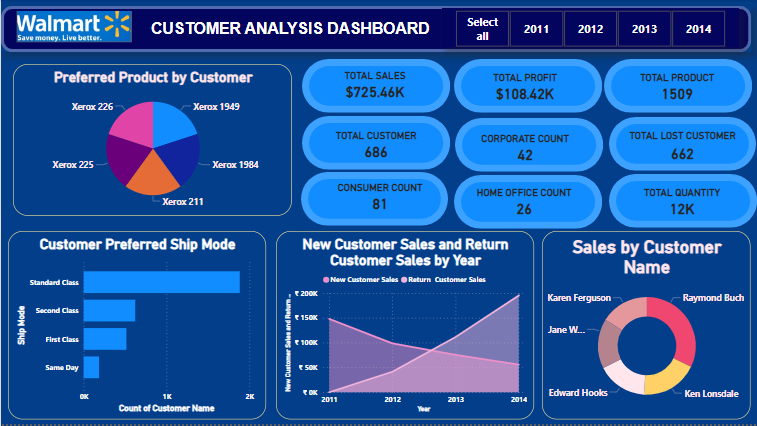 Walmart
Save money. Live better.
CUSTOMER ANALYSIS DASHBOARD
Select all
2011
2012
2013
2014
Preferred Product by Customer
Xerox 226
Xerox 1949
Xerox 225
Xerox 1984
Xerox 211
TOTAL SALES
$725.46K
TOTAL PROFIT
$108.42K
TOTAL PRODUCT
1509
TOTAL CUSTOMER
686
CORPORATE COUNT
42
TOTAL LOST CUSTOMER
662
CONSUMER COUNT
81
HOME OFFICE COUNT
26
TOTAL QUANTITY
12K
Customer Preferred Ship Mode
Ship Mode
Standard Class
Second Class
First Class
Same Day
0K
1K
2K
Count of Customer Name
New Customer Sales and Return
Customer Sales by Year
New Customer Sales
Return Customer Sales
New Customer Sales and Return ...
₹ 200K
₹ 150K
₹ 100K
₹ 50K
₹ 0K
2011
2012
2013
2014
Year
Sales by Customer
Name
Karen Ferguson
Raymond Buch
Jane W...
Edward Hooks
Ken Lonsdale